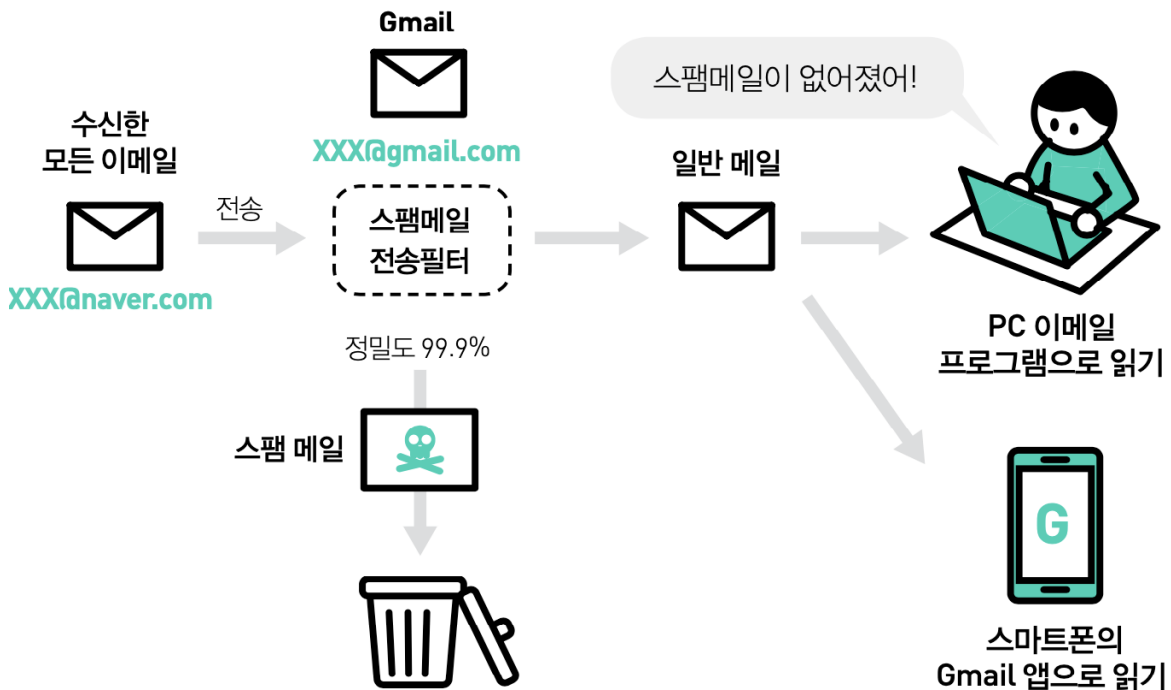 Gmail
스팸메일이 없어졌어!
수신한
모든 이메일
XXX@gmail.com
일반 메일
전송
스팸메일
전송필터
XXX@naver.com
정밀도 99.9%
PC 이메일
프로그램으로 읽기
스팸 메일
G
스마트폰의
Gmail 앱으로 읽기